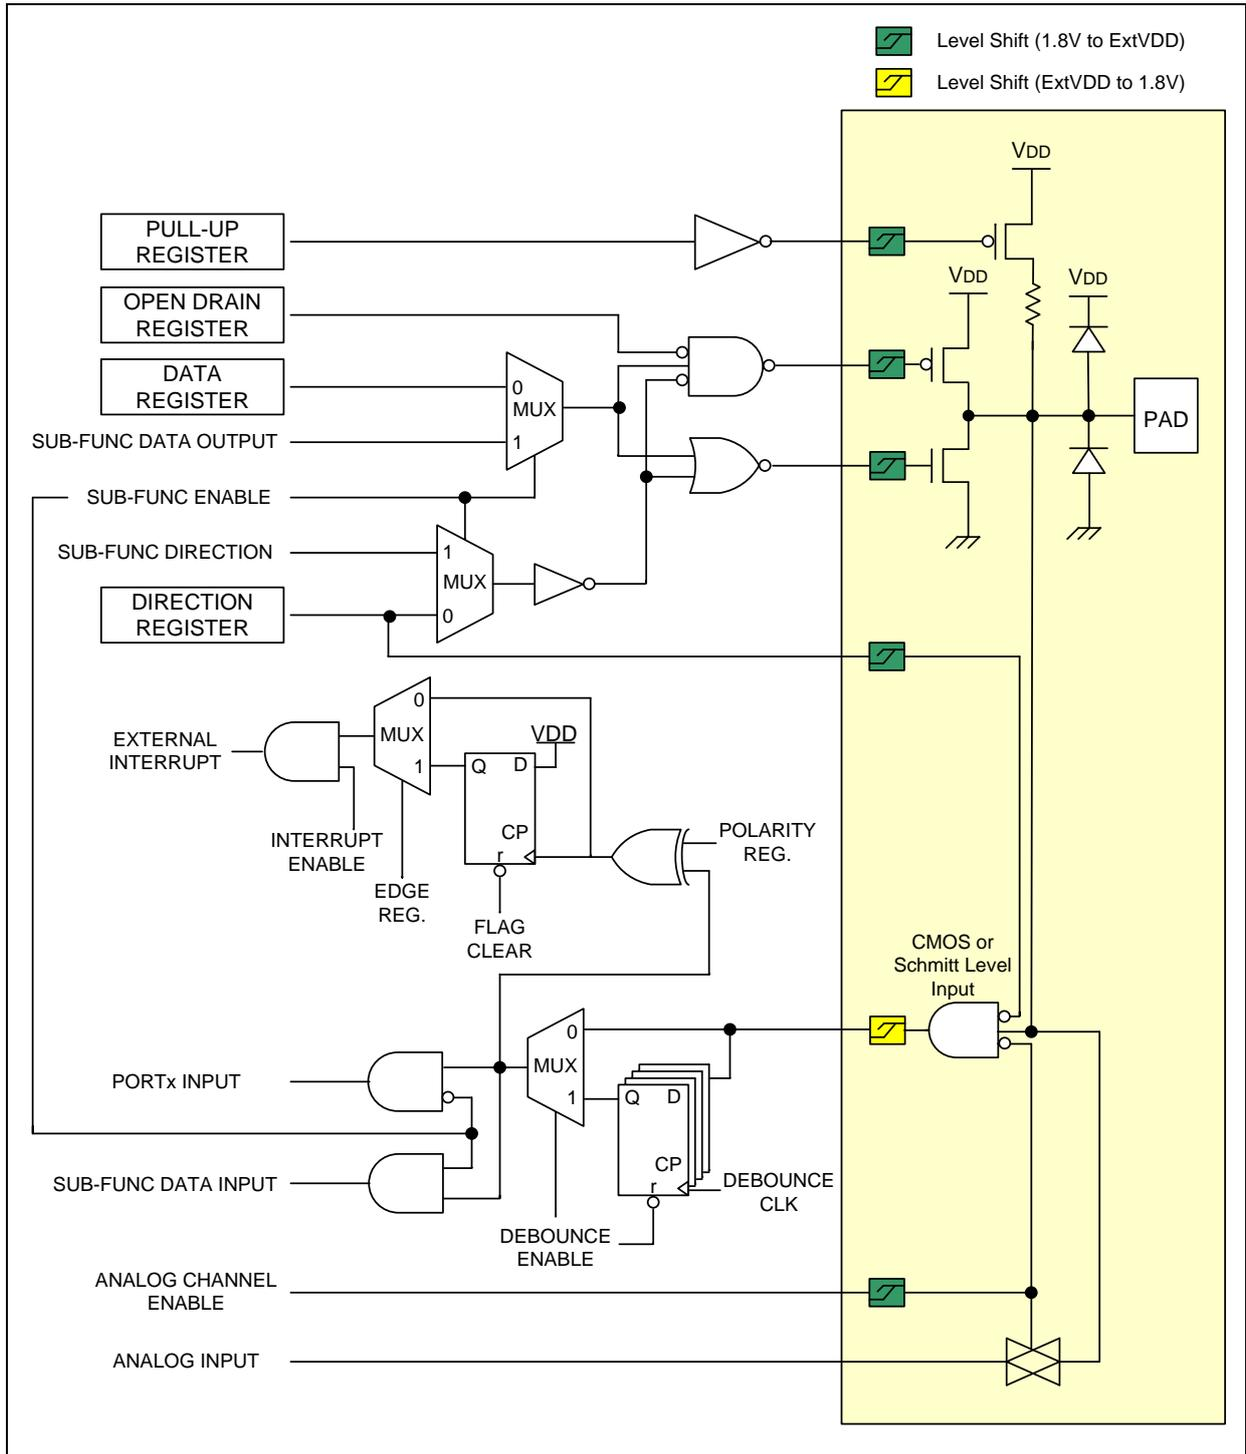 Level Shift (1.8V to ExtVDD)
Level Shift (ExtVDD to 1.8V)
VDD
PULL-UP
REGISTER
VDD
VDD
OPEN DRAIN
REGISTER
DATA
REGISTER
0
MUX
1
PAD
SUB-FUNC DATA OUTPUT
SUB-FUNC ENABLE
SUB-FUNC DIRECTION
1
MUX
0
DIRECTION
REGISTER
0
MUX
1
EXTERNAL
INTERRUPT
VDD
Q D
CP
r
INTERRUPT
ENABLE
POLARITY
REG.
EDGE
REG.
FLAG
CLEAR
CMOS or
Schmitt Level
Input
0
MUX
1
PORTx INPUT
Q D
CP
r
SUB-FUNC DATA INPUT
DEBOUNCE
CLK
DEBOUNCE
ENABLE
ANALOG CHANNEL
ENABLE
ANALOG INPUT